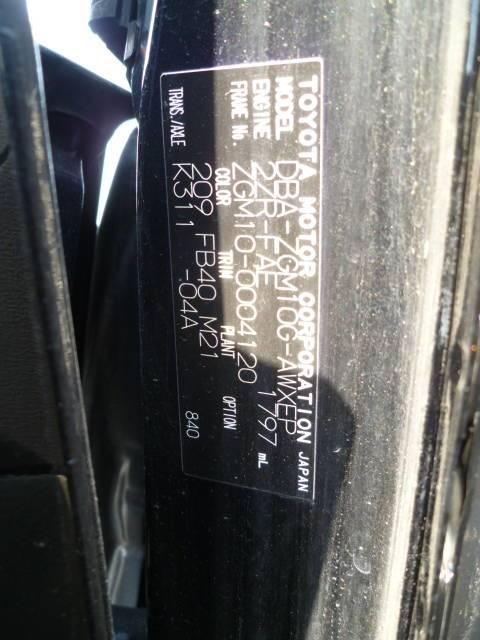 TOYOTA MOTOR CORPORATION JAPAN
MODEL DBA-ZGM10G-AWXEP
ENGINE 2ZR-FAE 1797 mL
FRAME No. ZGM10-0004120
COLOR TRIM PLANT OPTION
209 FB40 M21
TRANS./AXLE K311 -04A 840